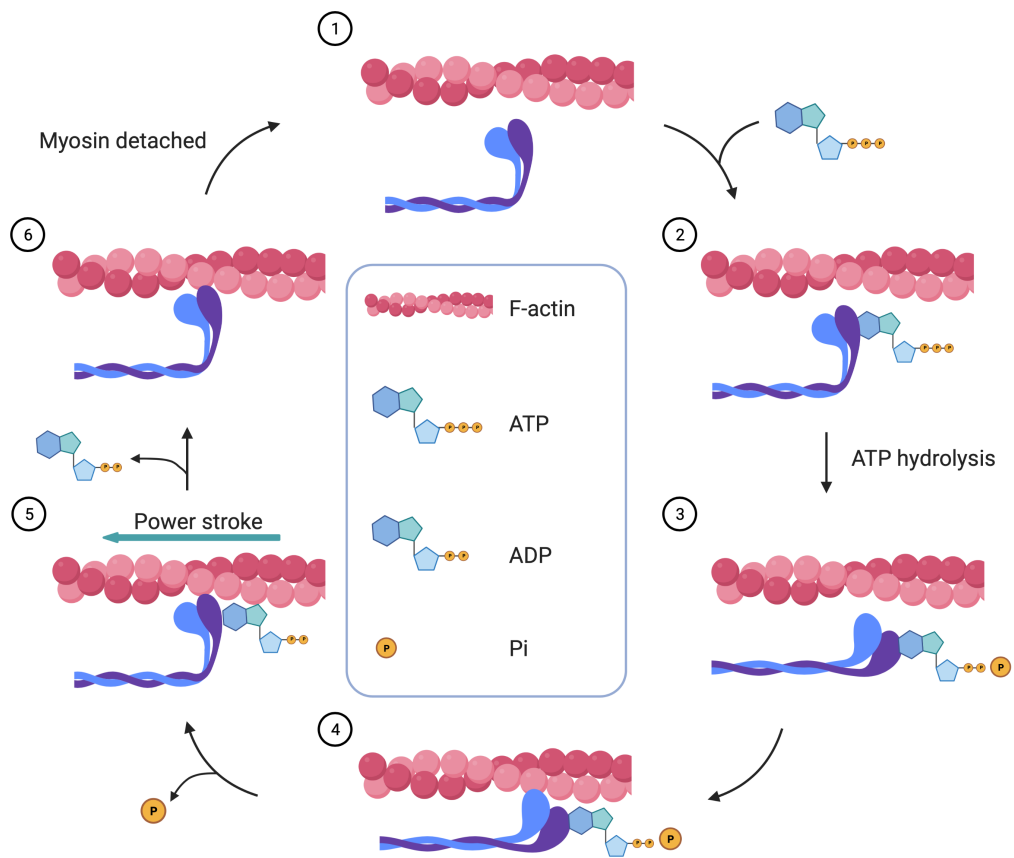 1
Myosin detached
P P P
6
2
F-actin
P P P
ATP
P P P
ATP hydrolysis
P P
5
3
Power stroke
ADP
P P
P P
Pi
P
P P P
4
P
P P P